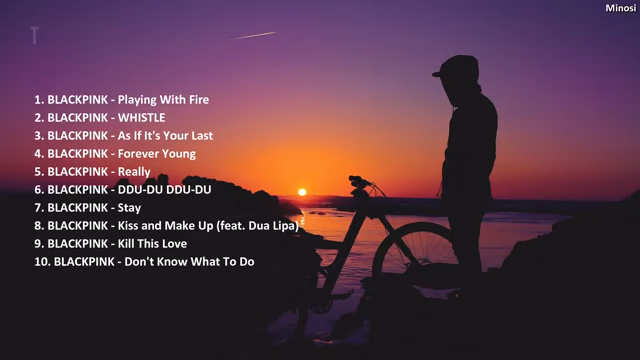 Minosi
T
1. BLACKPINK - Playing With Fire
2. BLACKPINK - WHISTLE
3. BLACKPINK - As If It's Your Last
4. BLACKPINK - Forever Young
5. BLACKPINK - Really
6. BLACKPINK - DDU-DU DDU-DU
7. BLACKPINK - Stay
8. BLACKPINK - Kiss and Make Up (feat. Dua Lipa)
9. BLACKPINK - Kill This Love
10. BLACKPINK - Don't Know What To Do